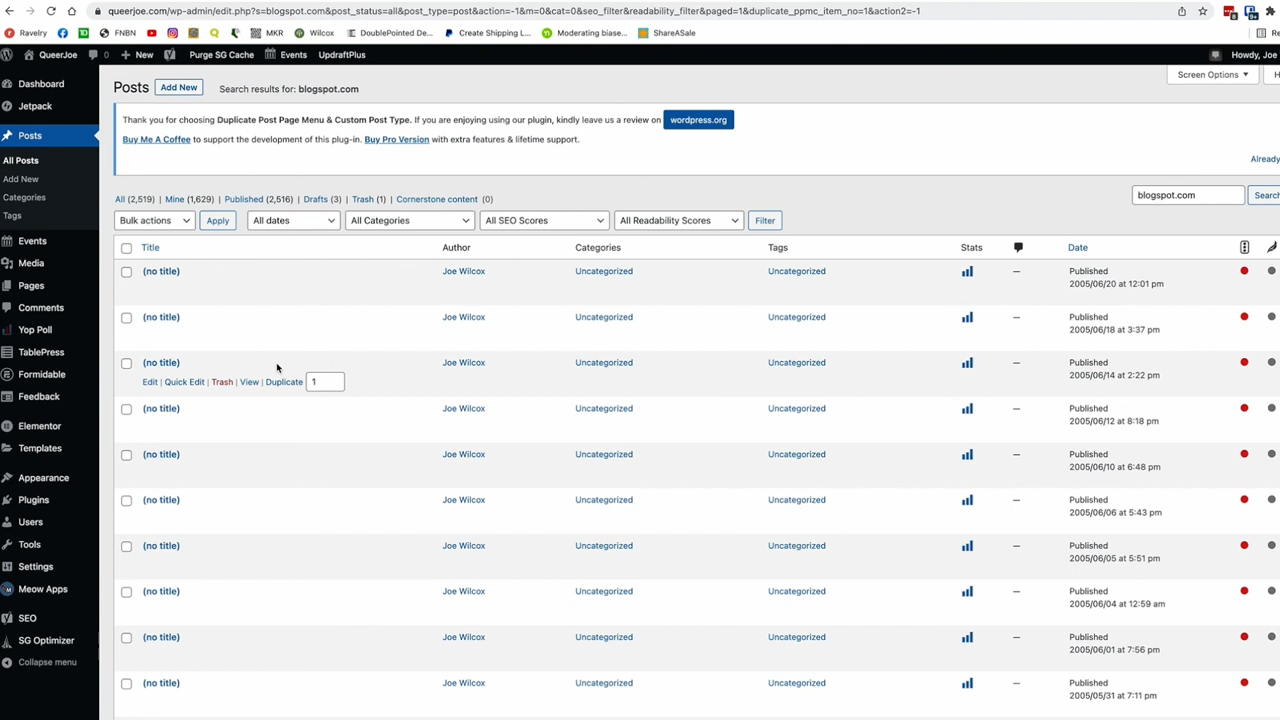 queerjoe.com/wp-admin/edit.php?s=blogspot.com&post_status=all&post_type=post&action=-1&m=0&cat=0&seo_filter&readability_filter&paged=1&duplicate_ppmc_item_no=1&action2=-1
Ravelry FNBN MKR Wilcox DoublePointed De... Create Shipping L... Moderating biase... ShareASale Re
QueerJoe 0 New Purge SG Cache Events UpdraftPlus Howdy, Joe
Dashboard
Jetpack
Posts
All Posts
Add New
Categories
Tags
Events
Media
Pages
Comments
Yop Poll
TablePress
Formidable
Feedback
Elementor
Templates
Appearance
Plugins
Users
Tools
Settings
Meow Apps
SEO
SG Optimizer
Collapse menu
Screen Options H
Posts Add New Search results for: blogspot.com
Thank you for choosing Duplicate Post Page Menu & Custom Post Type. If you are enjoying using our plugin, kindly leave us a review on wordpress.org
Buy Me A Coffee to support the development of this plug-in. Buy Pro Version with extra features & lifetime support.
Already
All (2,519) | Mine (1,629) | Published (2,516) | Drafts (3) | Trash (1) | Cornerstone content (0)
blogspot.com Search
Bulk actions Apply All dates All Categories All SEO Scores All Readability Scores Filter
Title Author Categories Tags Stats Date
(no title) Joe Wilcox Uncategorized Uncategorized — Published
2005/06/20 at 12:01 pm
(no title) Joe Wilcox Uncategorized Uncategorized — Published
2005/06/18 at 3:37 pm
(no title) Joe Wilcox Uncategorized Uncategorized — Published
2005/06/14 at 2:22 pm
Edit | Quick Edit | Trash | View | Duplicate 1
(no title) Joe Wilcox Uncategorized Uncategorized — Published
2005/06/12 at 8:18 pm
(no title) Joe Wilcox Uncategorized Uncategorized — Published
2005/06/10 at 6:48 pm
(no title) Joe Wilcox Uncategorized Uncategorized — Published
2005/06/06 at 5:43 pm
(no title) Joe Wilcox Uncategorized Uncategorized — Published
2005/06/05 at 5:51 pm
(no title) Joe Wilcox Uncategorized Uncategorized — Published
2005/06/04 at 12:59 am
(no title) Joe Wilcox Uncategorized Uncategorized — Published
2005/06/01 at 7:56 pm
(no title) Joe Wilcox Uncategorized Uncategorized — Published
2005/05/31 at 7:11 pm